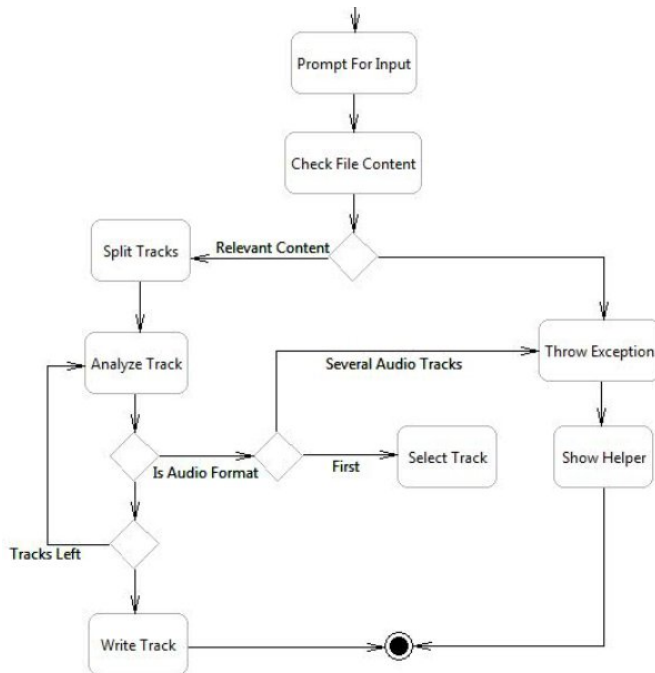 Prompt For Input
Check File Content
Split Tracks
Relevant Content
Analyze Track
Several Audio Tracks
Throw Exception
Is Audio Format
First
Select Track
Show Helper
Tracks Left
Write Track